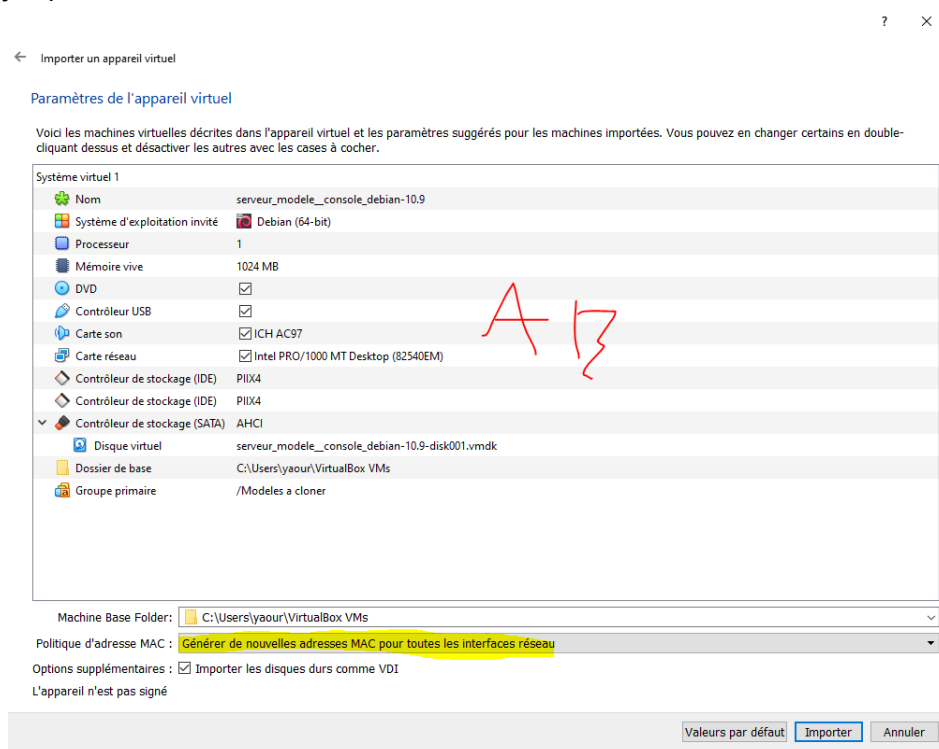 ? ×
← Importer un appareil virtuel
Paramètres de l'appareil virtuel
Voici les machines virtuelles décrites dans l'appareil virtuel et les paramètres suggérés pour les machines importées. Vous pouvez en changer certains en double-
cliquant dessus et désactiver les autres avec les cases à cocher.
Système virtuel 1
Nom serveur_modele__console_debian-10.9
Système d'exploitation invité Debian (64-bit)
Processeur 1
Mémoire vive 1024 MB
DVD
Contrôleur USB
Carte son ICH AC97
Carte réseau Intel PRO/1000 MT Desktop (82540EM)
Contrôleur de stockage (IDE) PIIX4
Contrôleur de stockage (IDE) PIIX4
Contrôleur de stockage (SATA) AHCI
Disque virtuel serveur_modele__console_debian-10.9-disk001.vmdk
Dossier de base C:\Users\yaour\VirtualBox VMs
Groupe primaire /Modeles a cloner
A
Machine Base Folder: C:\Users\yaour\VirtualBox VMs
Politique d'adresse MAC : Générer de nouvelles adresses MAC pour toutes les interfaces réseau
Options supplémentaires : Importer les disques durs comme VDI
L'appareil n'est pas signé
Valeurs par défaut Importer Annuler